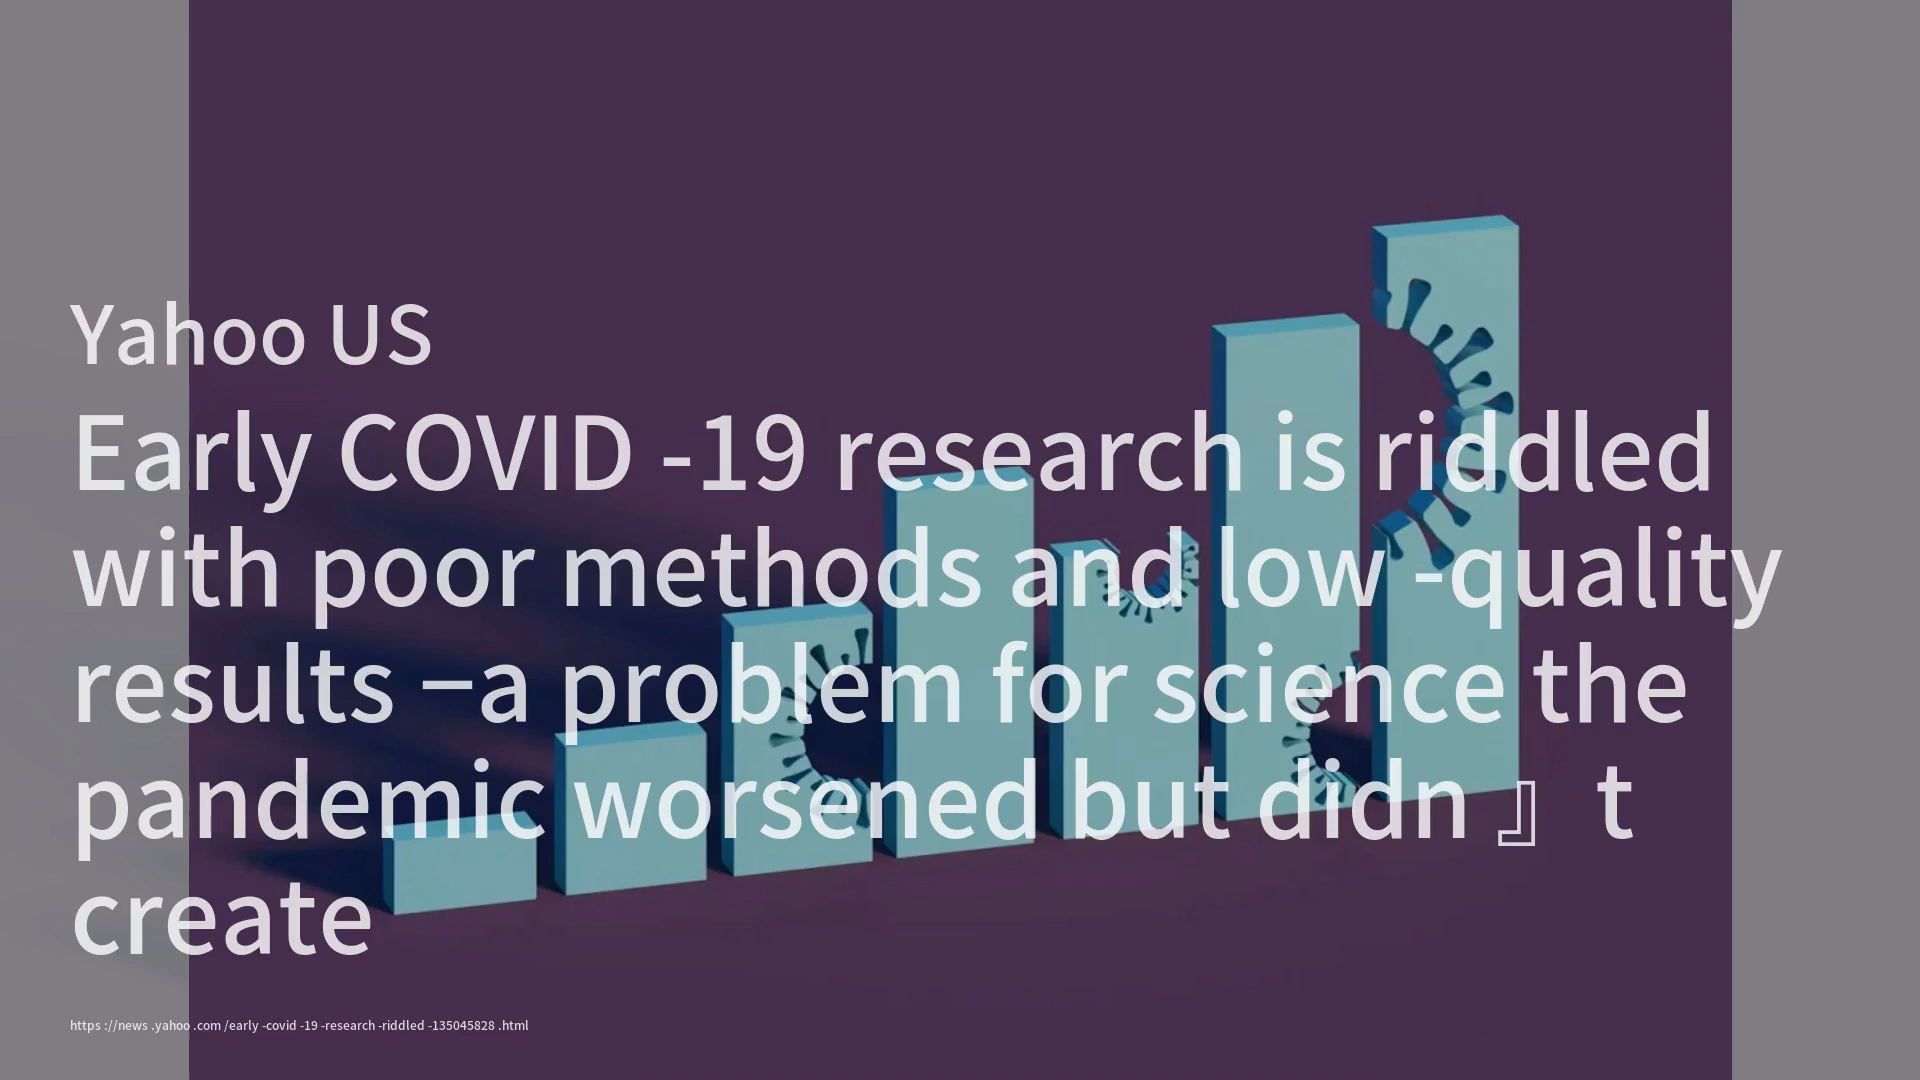 Yahoo US
Early COVID -19 research is riddled
with poor methods and low -quality
results −a problem for science the
pandemic worsened but didn 』 t
create
https ://news .yahoo .com /early -covid -19 -research -riddled -135045828 .html